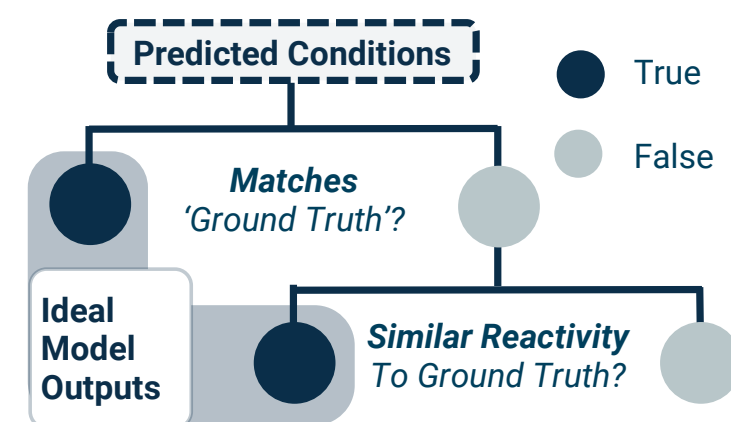 Predicted Conditions
True
False
Matches
‘Ground Truth’?
Ideal
Model
Outputs
Similar Reactivity
To Ground Truth?